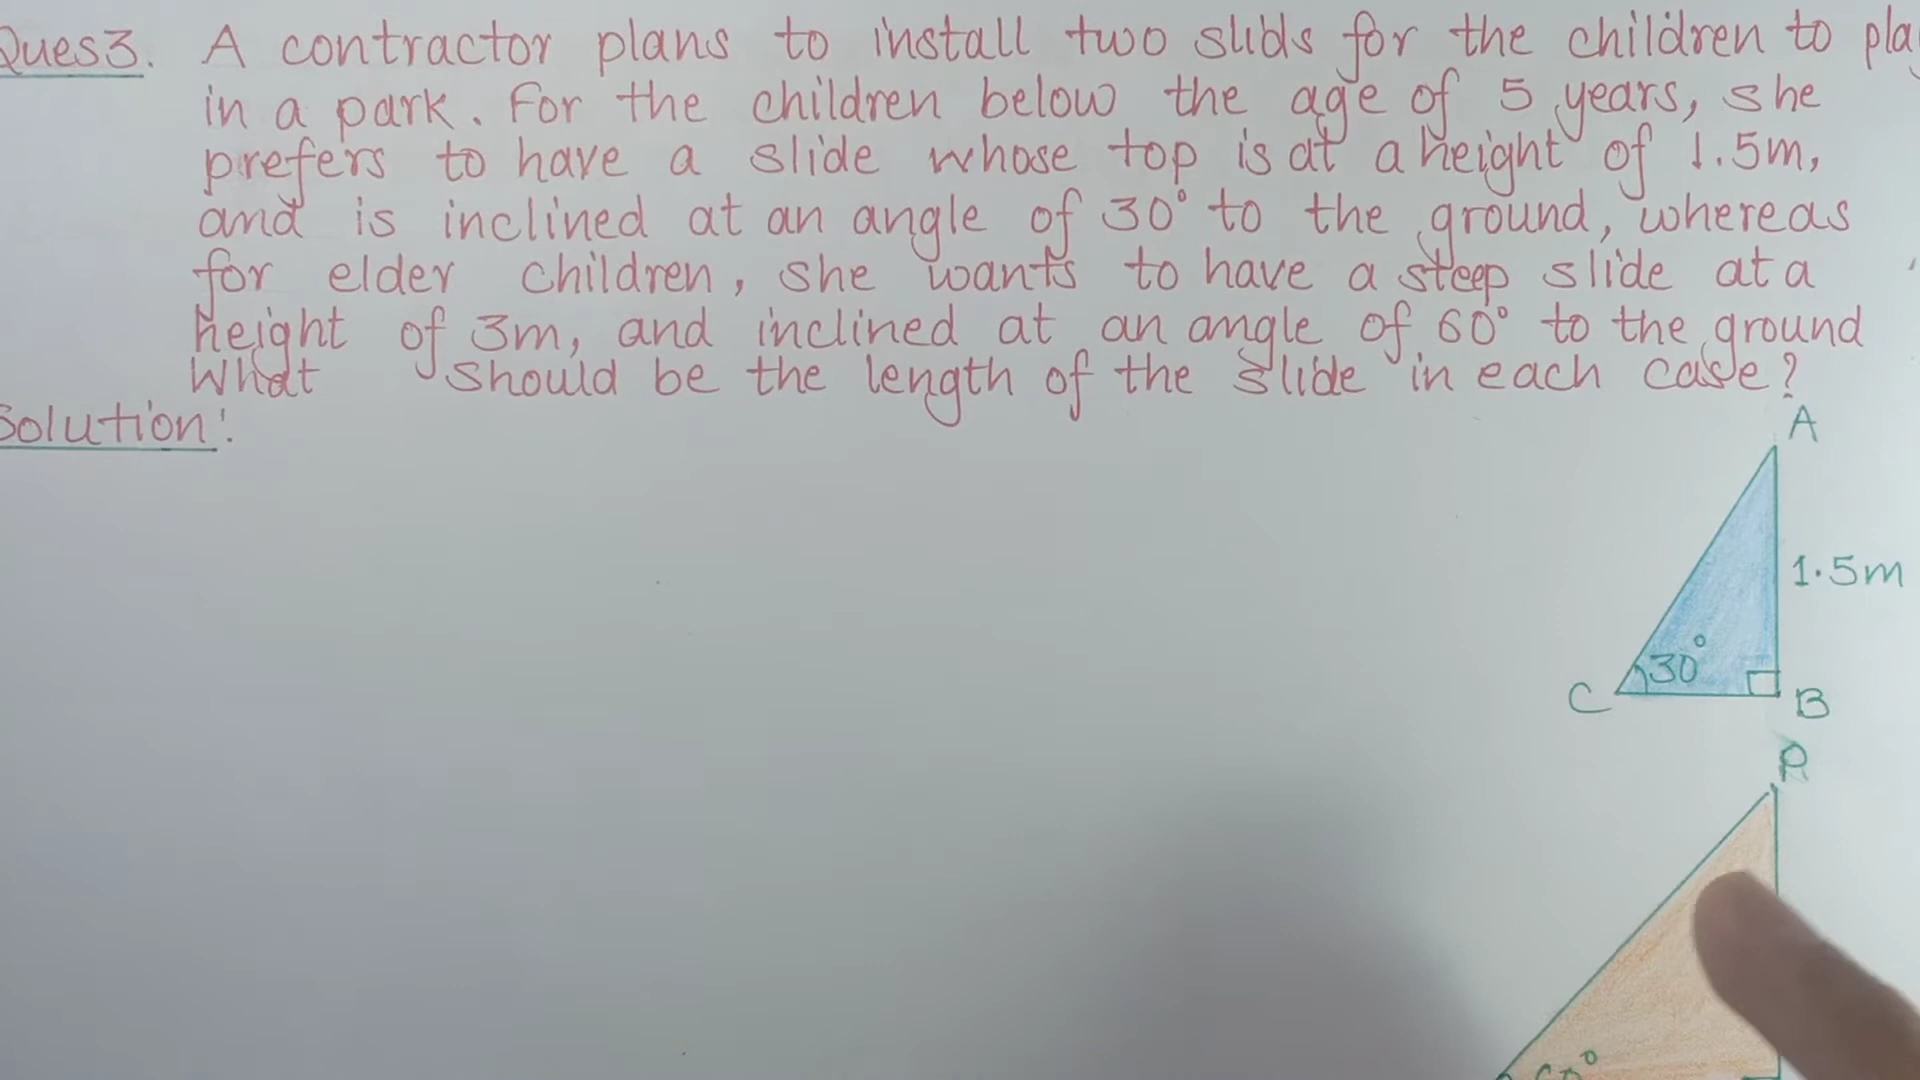 Ques3. A contractor plans to install two slids for the children to play
in a park. For the children below the age of 5 years, she
prefers to have a slide whose top is at a height of 1.5m,
and is inclined at an angle of 30° to the ground, whereas
for elder children, she wants to have a steep slide at a
height of 3m, and inclined at an angle of 60° to the ground
What should be the length of the slide in each case?
Solution:
A
1.5m
30°
C
B
P
60°